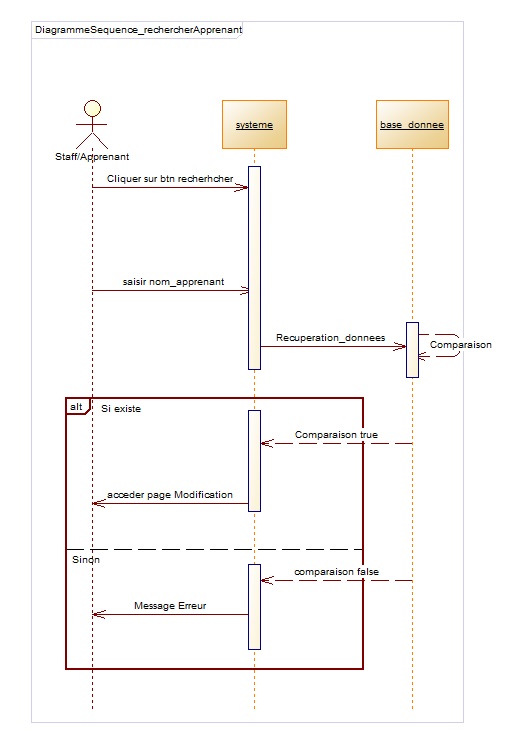 DiagrammeSequence_rechercherApprenant
systeme
base_donnee
Staff/Apprenant
Cliquer sur btn recherhcher
saisir nom_apprenant
Recuperation_donnees
Comparaison
alt
Si existe
Comparaison true
acceder page Modification
Sinon
comparaison false
Message Erreur